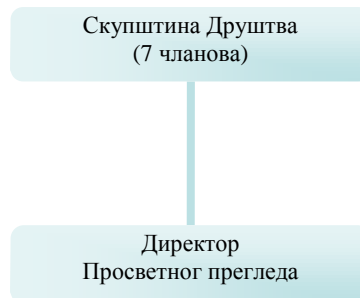 Скупштина Друштва
(7 чланова)
Директор
Просветног прегледа